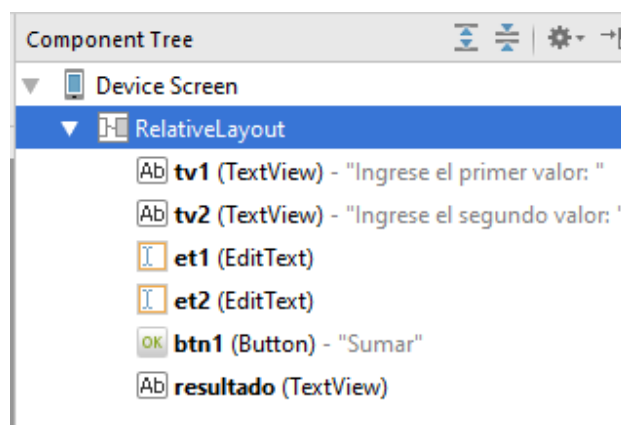 Component Tree
Device Screen
RelativeLayout
Ab tv1 (TextView) - "Ingrese el primer valor: "
Ab tv2 (TextView) - "Ingrese el segundo valor: "
et1 (EditText)
et2 (EditText)
OK btn1 (Button) - "Sumar"
Ab resultado (TextView)